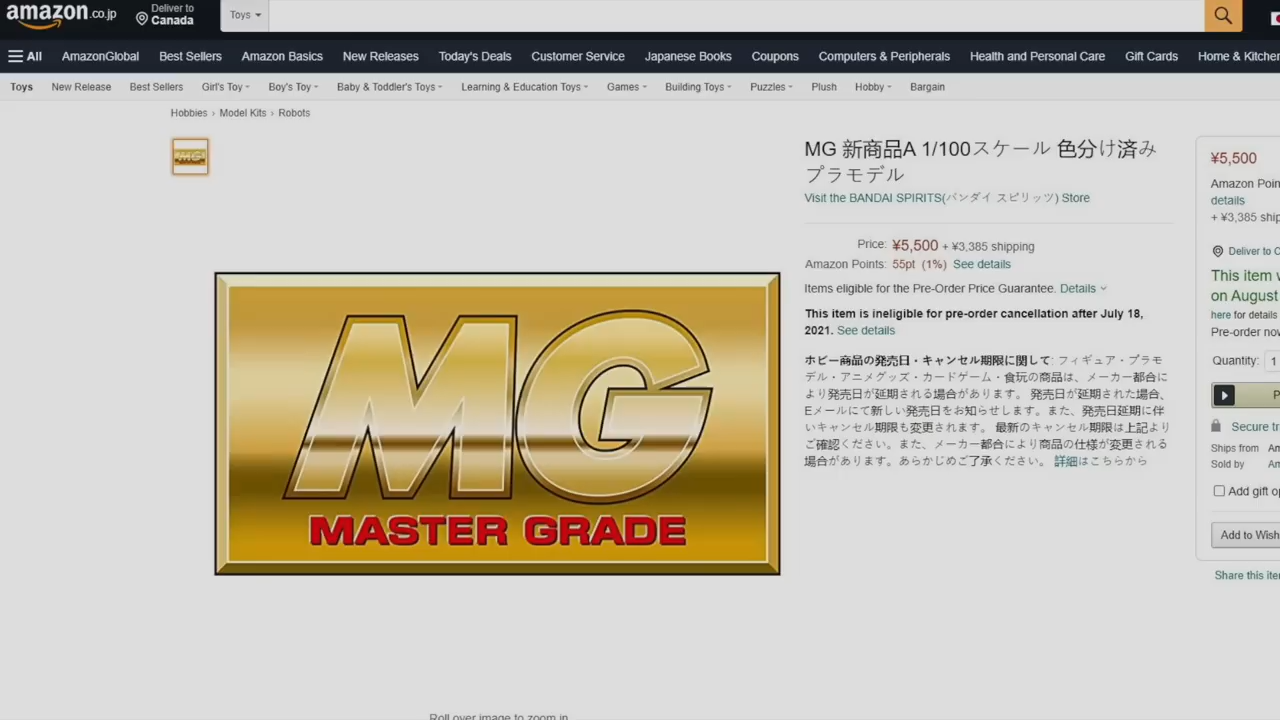 amazon.co.jp
Deliver to
Canada
Toys
All AmazonGlobal Best Sellers Amazon Basics New Releases Today's Deals Customer Service Japanese Books Coupons Computers & Peripherals Health and Personal Care Gift Cards Home & Kitchen
Toys New Release Best Sellers Girl's Toy Boy's Toy Baby & Toddler's Toy Learning & Education Toys Games Building Toys Puzzles Plush Hobby Bargain
Hobbies › Model Kits › Robots
MG
MG
MASTER GRADE
Roll over image to zoom in
MG 新商品A 1/100スケール 色分け済み
プラモデル
Visit the BANDAI SPIRITS(バンダイ スピリッツ) Store
Price: ¥5,500 + ¥3,385 shipping
Amazon Points: 55pt (1%) See details
Items eligible for the Pre-Order Price Guarantee. Details
This item is ineligible for pre-order cancellation after July 18,
2021. See details
ホビー商品の発売日・キャンセル期限に関して: フィギュア・プラモ
デル・アニメグッズ・カードゲーム・食玩の商品は、メーカー都合に
より発売日が延期される場合があります。 発売日が延期された場合、
Eメールにて新しい発売日をお知らせします。また、発売日延期に伴
いキャンセル期限も変更されます。 最新のキャンセル期限は上記より
ご確認ください。また、メーカー都合により商品の仕様が変更される
場合があります。あらかじめご了承ください。 詳細はこちらから
¥5,500
Amazon Poin
details
+ ¥3,385 ship
Deliver to C
This item w
on August
here for details
Pre-order now
Quantity: 1
P
Secure tr
Ships from Am
Sold by Am
Add gift op
Add to Wish
Share this ite